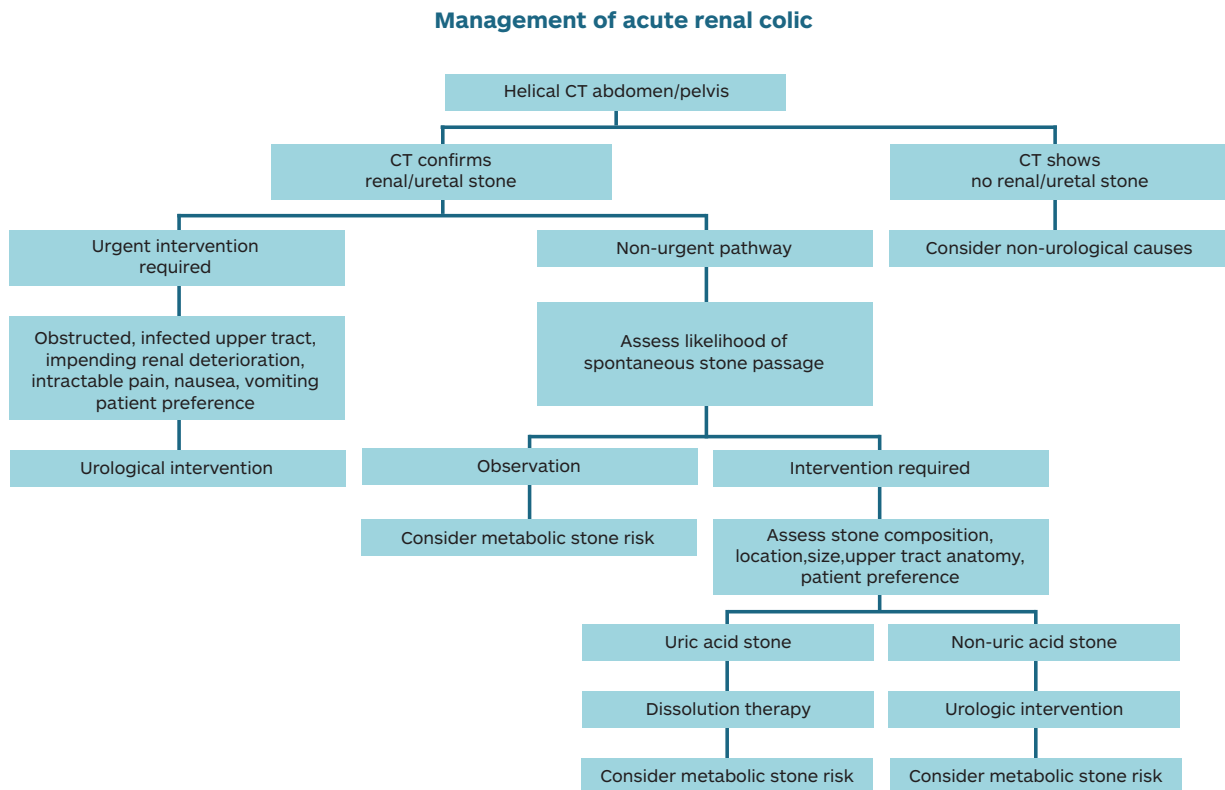 Management of acute renal colic
Helical CT abdomen/pelvis
CT confirms
renal/uretal stone
CT shows
no renal/uretal stone
Urgent intervention
required
Non-urgent pathway
Consider non-urological causes
Obstructed, infected upper tract,
impending renal deterioration,
intractable pain, nausea, vomiting
patient preference
Assess likelihood of
spontaneous stone passage
Urological intervention
Observation
Intervention required
Consider metabolic stone risk
Assess stone composition,
location,size,upper tract anatomy,
patient preference
Uric acid stone
Non-uric acid stone
Dissolution therapy
Urologic intervention
Consider metabolic stone risk
Consider metabolic stone risk